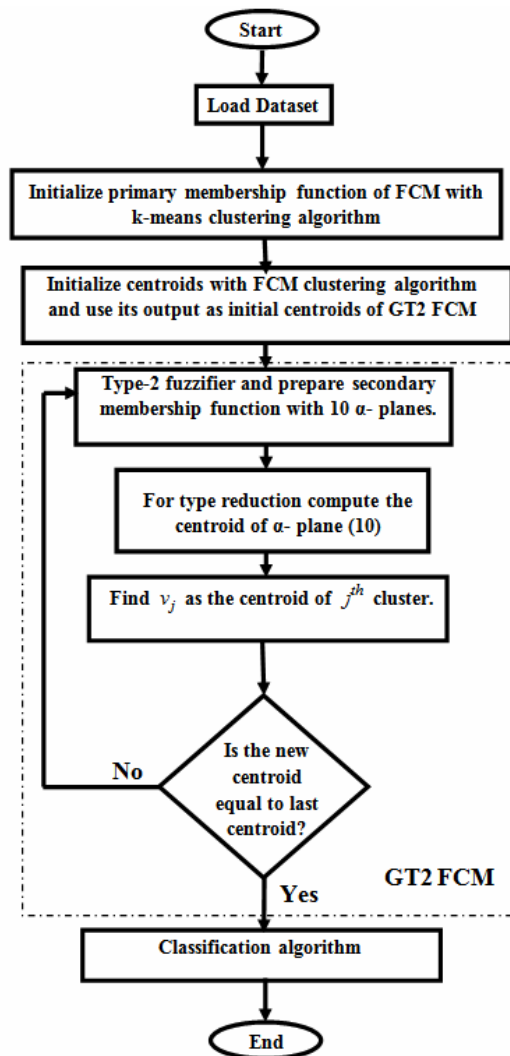 Start
Load Dataset
Initialize primary membership function of FCM with
k-means clustering algorithm
Initialize centroids with FCM clustering algorithm
and use its output as initial centroids of GT2 FCM
Type-2 fuzzifier and prepare secondary
membership function with 10 α- planes.
For type reduction compute the
centroid of α- plane (10)
Find v_j as the centroid of j^th cluster.
Is the new
centroid
equal to last
centroid?
No
Yes
GT2 FCM
Classification algorithm
End